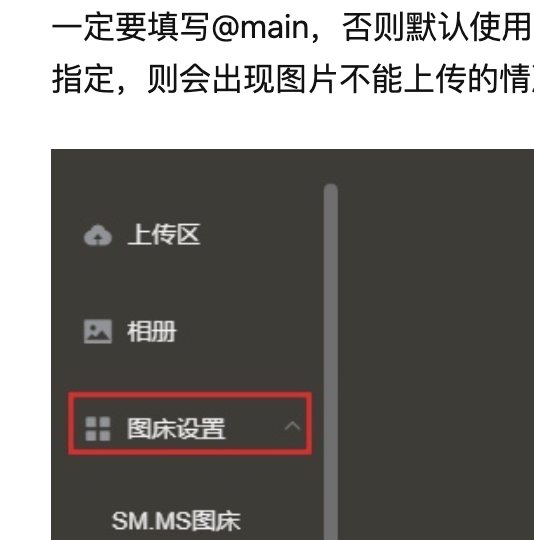 一定要填写@main，否则默认使用
指定，则会出现图片不能上传的情
上传区
相册
图床设置
SM.MS图床